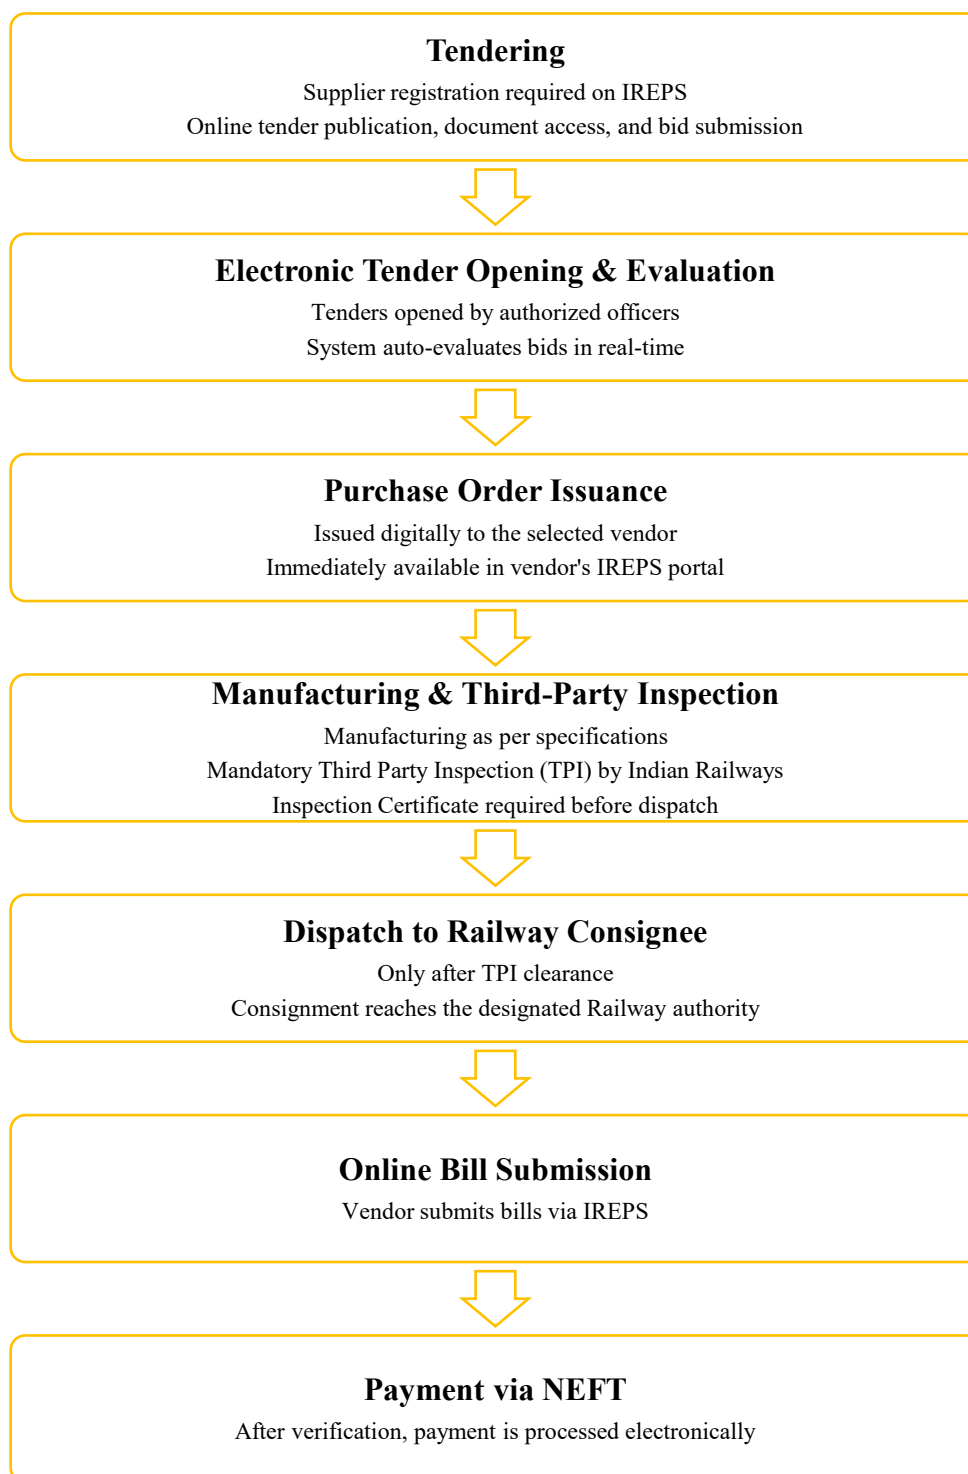 Tendering
Supplier registration required on IREPS
Online tender publication, document access, and bid submission
Electronic Tender Opening & Evaluation
Tenders opened by authorized officers
System auto-evaluates bids in real-time
Purchase Order Issuance
Issued digitally to the selected vendor
Immediately available in vendor's IREPS portal
Manufacturing & Third-Party Inspection
Manufacturing as per specifications
Mandatory Third Party Inspection (TPI) by Indian Railways
Inspection Certificate required before dispatch
Dispatch to Railway Consignee
Only after TPI clearance
Consignment reaches the designated Railway authority
Online Bill Submission
Vendor submits bills via IREPS
Payment via NEFT
After verification, payment is processed electronically